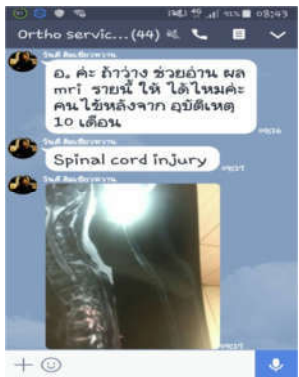 91% 08:43
Ortho servic...(44)
อ. ค่ะ ถ้าว่าง ช่วยอ่าน ผล
mri รายนี้ ให้ ได้ไหมค่ะ
คนไข้หลังจาก อุบัติเหตุ
10 เดือน
Spinal cord injury